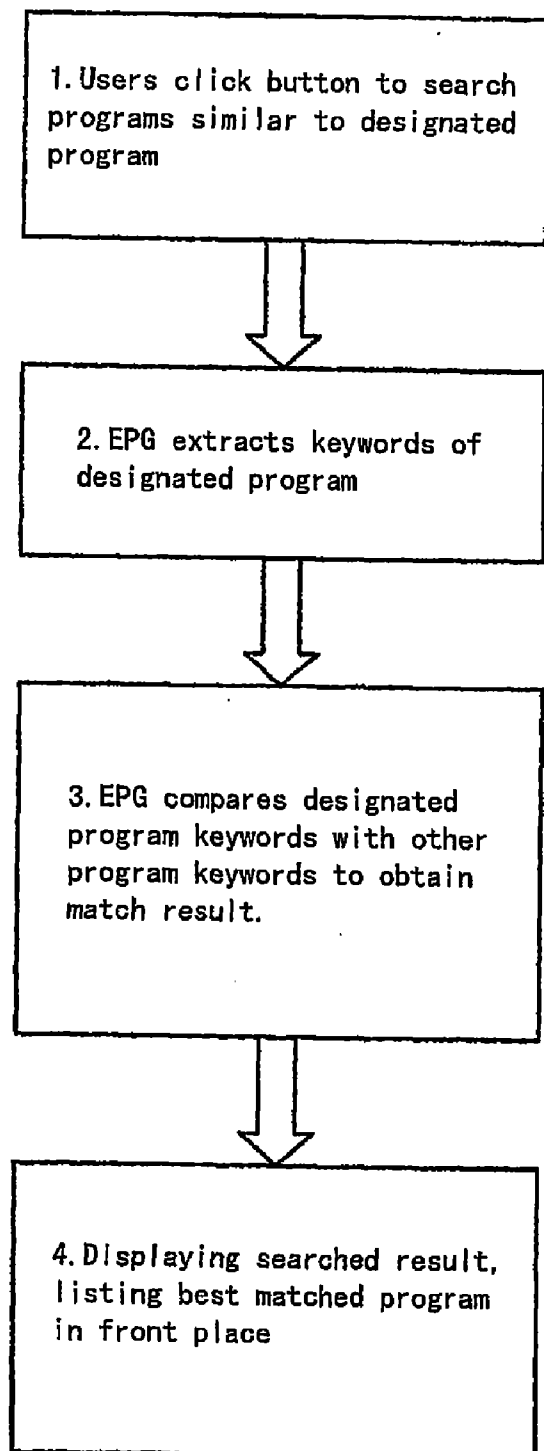 1. Users click button to search
programs similar to designated
program
2. EPG extracts keywords of
designated program
3. EPG compares designated
program keywords with other
program keywords to obtain
match result.
4. Displaying searched result,
listing best matched program
in front place